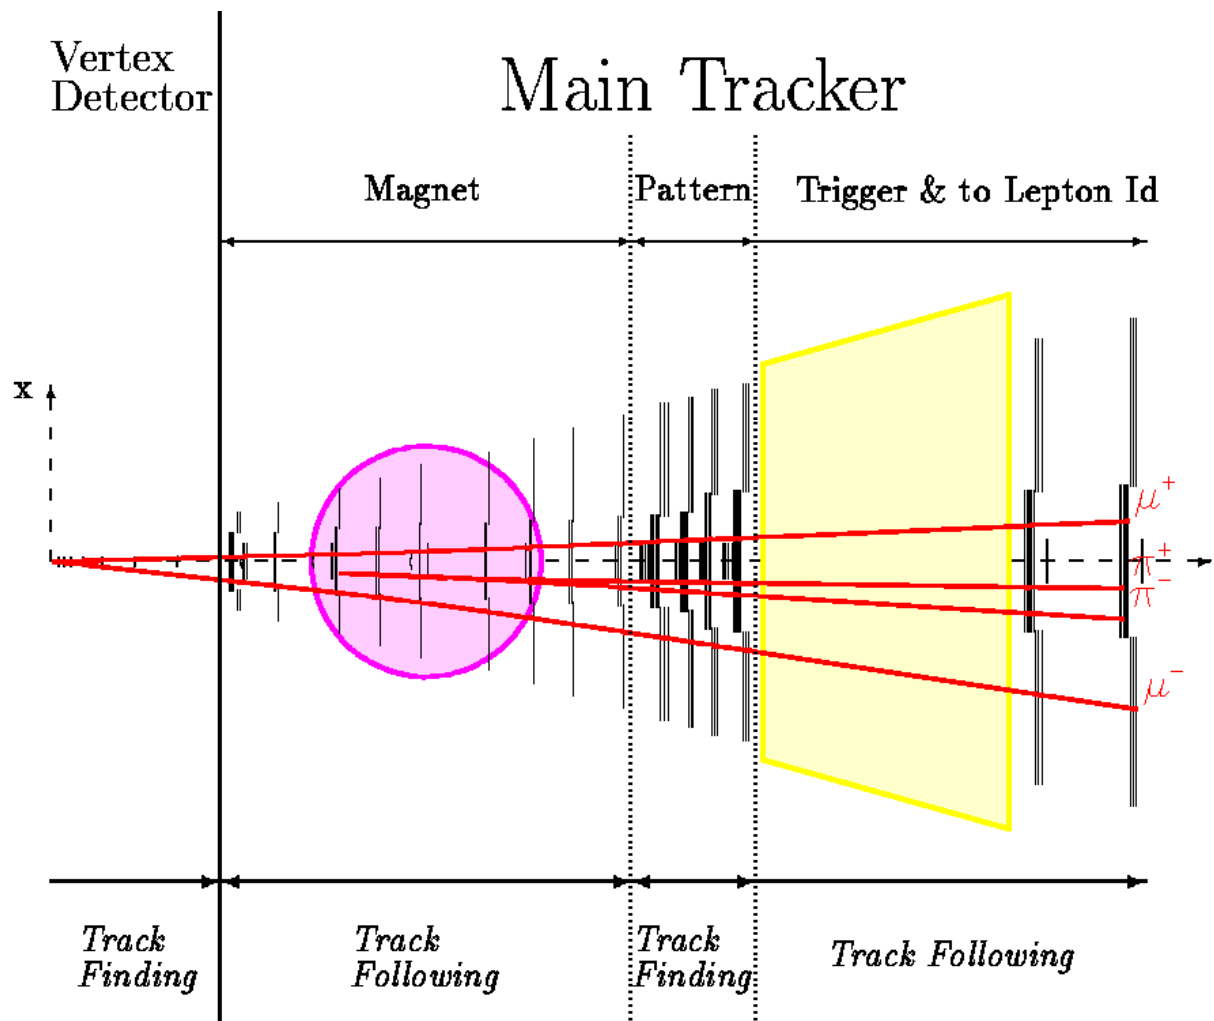 Vertex
Detector
Main Tracker
Magnet
Pattern
Trigger & to Lepton Id
x
μ⁺
π⁺
π⁻
μ⁻
Track
Finding
Track
Following
Track
Finding
Track Following